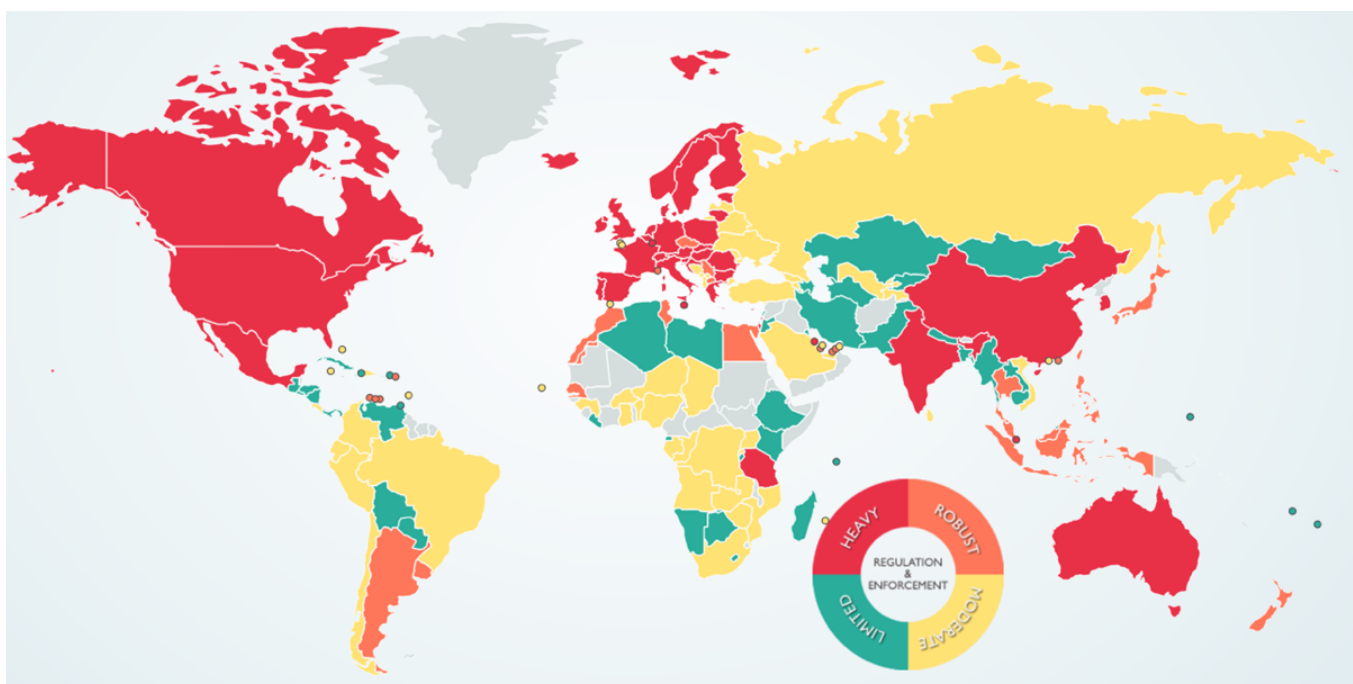 HEAVY
ROBUST
REGULATION
&
ENFORCEMENT
LIMITED
MODERATE